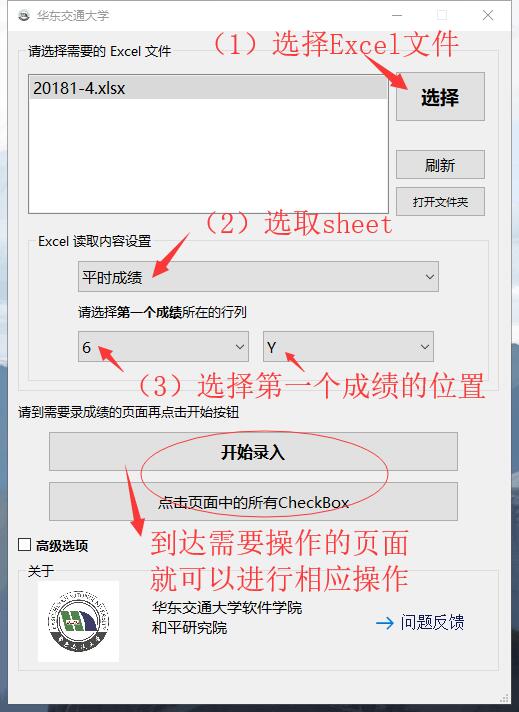 华东交通大学
请选择需要的 Excel 文件
（1）选择Excel文件
20181-4.xlsx
选择
刷新
打开文件夹
（2）选取sheet
Excel 读取内容设置
平时成绩
请选择第一个成绩所在的行列
6
Y
（3）选择第一个成绩的位置
请到需要录成绩的页面再点击开始按钮
开始录入
点击页面中的所有CheckBox
到达需要操作的页面
就可以进行相应操作
高级选项
关于
华东交通大学软件学院
和平研究院
问题反馈